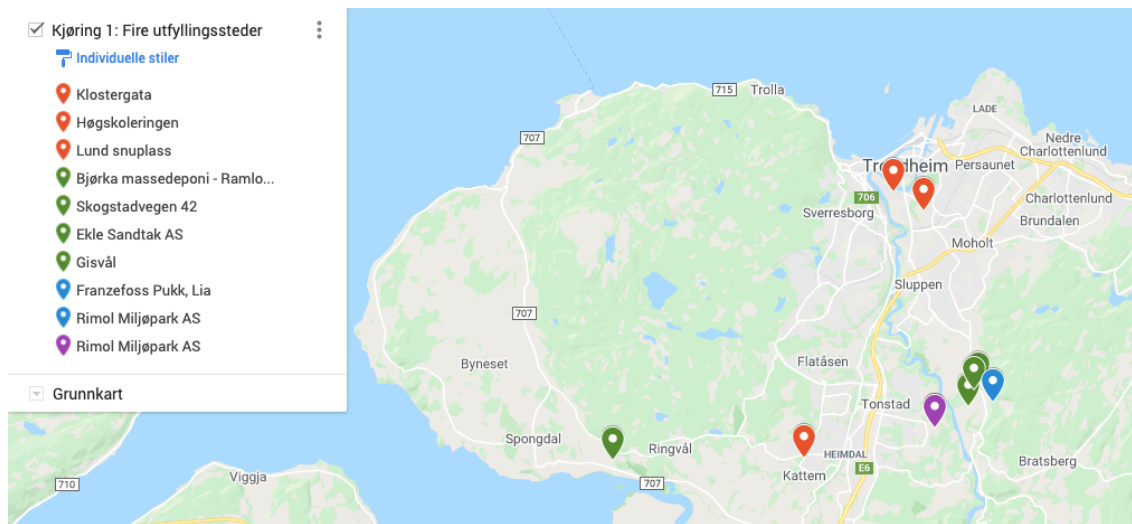 Kjøring 1: Fire utfyllingssteder
Individuelle stiler
Klostergata
Høgskoleringen
Lund snuplass
Bjørka massedeponi - Ramlo...
Skogstadvegen 42
Ekle Sandtak AS
Gisvål
Franzefoss Pukk, Lia
Rimol Miljøpark AS
Rimol Miljøpark AS
Grunnkart
715
Trolla
LADE
707
Nedre
Charlottenlund
Trondheim
Persaunet
706
Charlottenlund
Sverresborg
Brundalen
Moholt
Sluppen
707
Byneset
Flatåsen
Tonstad
Spongdal
Ringvål
HEIMDAL
Bratsberg
E6
Kattem
Viggja
710
707